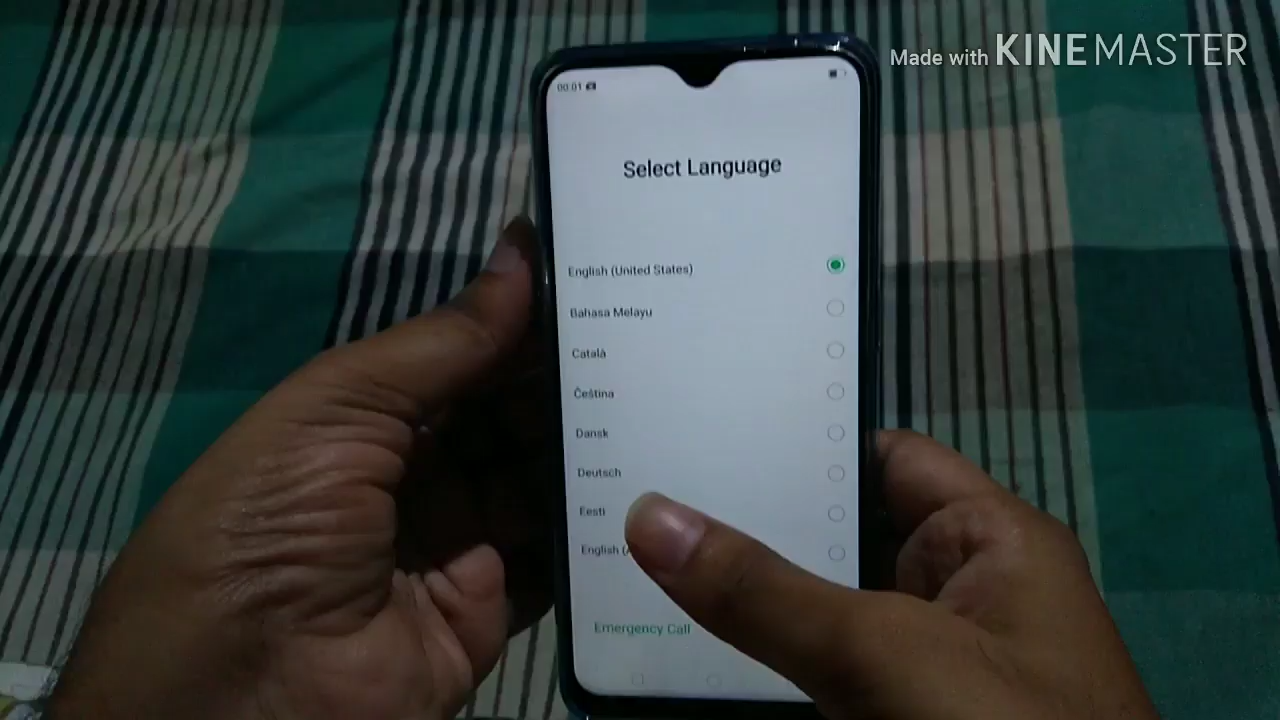 Made with KINEMASTER
00:01
Select Language
English (United States)
Bahasa Melayu
Català
Čeština
Dansk
Deutsch
Eesti
English (
Emergency Call